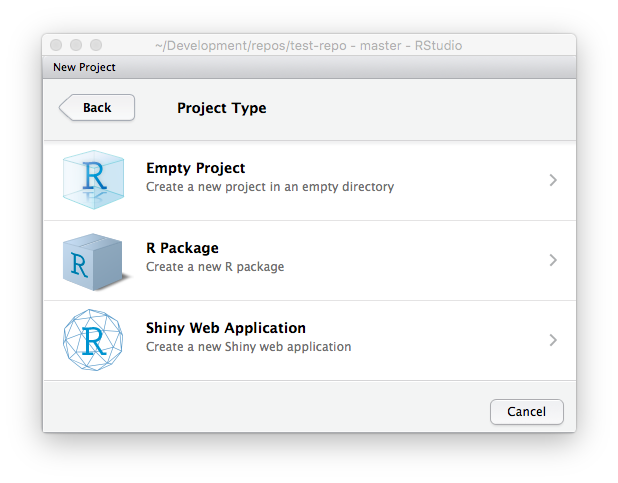 ~/Development/repos/test-repo - master - RStudio
New Project
Back
Project Type
R
Empty Project
Create a new project in an empty directory
R
R Package
Create a new R package
R
Shiny Web Application
Create a new Shiny web application
Cancel